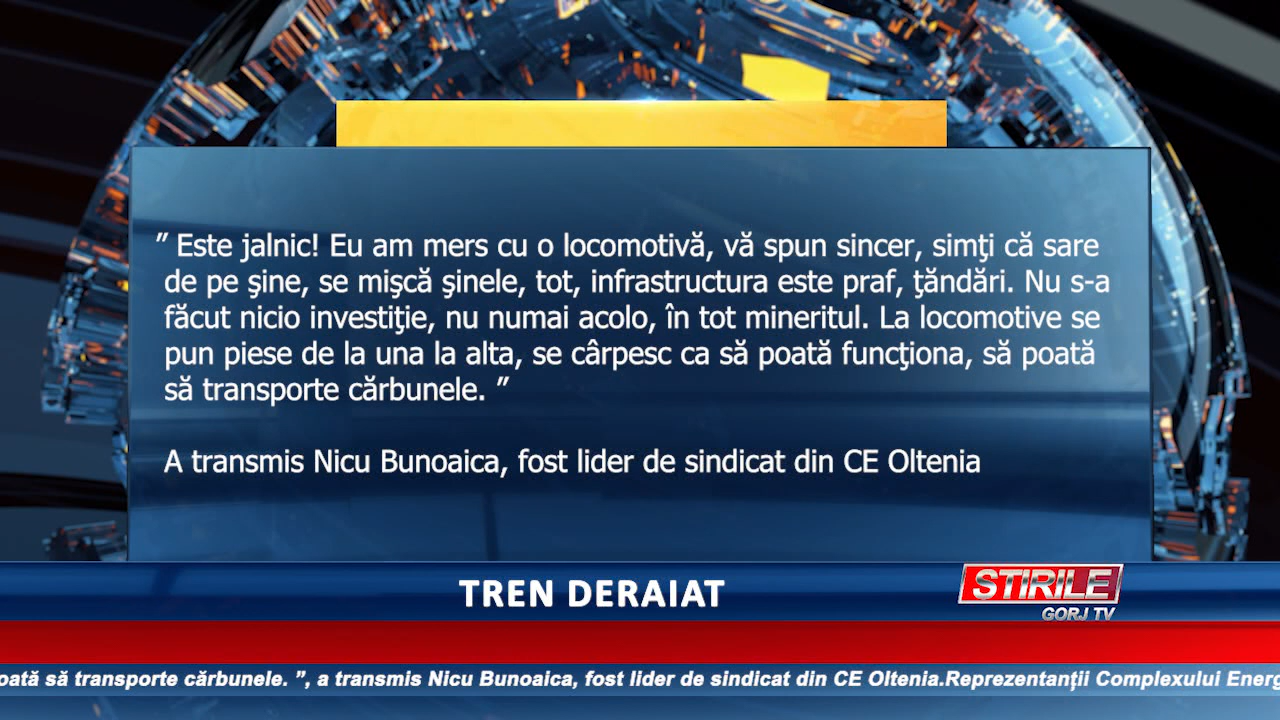 ” Este jalnic! Eu am mers cu o locomotivă, vă spun sincer, simţi că sare
de pe şine, se mişcă şinele, tot, infrastructura este praf, ţăndări. Nu s-a
făcut nicio investiţie, nu numai acolo, în tot mineritul. La locomotive se
pun piese de la una la alta, se cârpesc ca să poată funcţiona, să poată
să transporte cărbunele. ”
A transmis Nicu Bunoaica, fost lider de sindicat din CE Oltenia
TREN DERAIAT
STIRILE
GORJ TV
oată să transporte cărbunele. ”, a transmis Nicu Bunoaica, fost lider de sindicat din CE Oltenia.Reprezentanții Complexului Energ